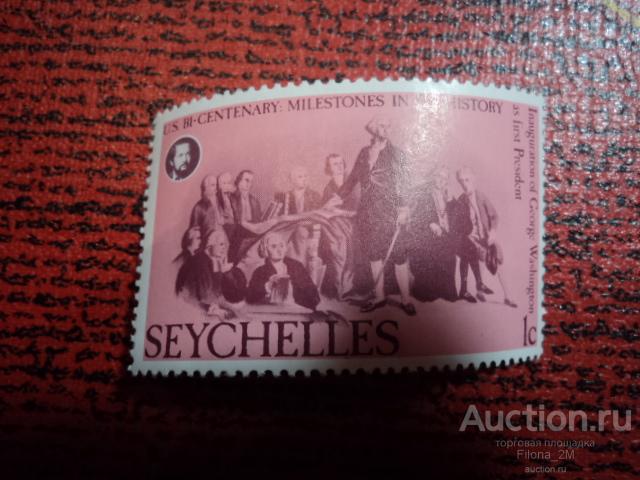 U.S. BI-CENTENARY: MILESTONES IN HISTORY
Inauguration of George Washington
as first President
SEYCHELLES
1c
Auction.ru
торговая площадка
Filona_2M
auction.ru